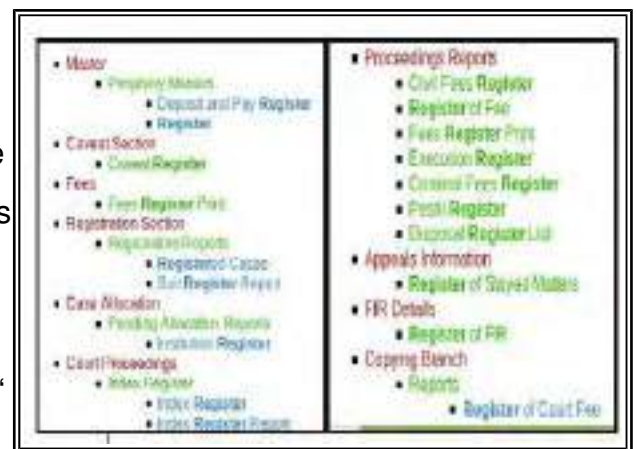 • Master
• Periphery Masters
• Deposit and Pay Register
• Register
• Caveat Section
• Caveat Register
• Fees
• Fees Register Print
• Registration Section
• Registration Reports
• Registered Cases
• Suit Register Report
• Case Allocation
• Pending Allocation Reports
• Institution Register
• Court Proceedings
• Index Register
• Index Register
• Index Register Report
• Proceedings Reports
• Civil Fees Register
• Register of Fee
• Fees Register Print
• Execution Register
• Criminal Fees Register
• Peshi Register
• Disposal Register List
• Appeals Information
• Register of Stayed Matters
• FIR Details
• Register of FIR
• Copying Branch
• Reports
• Register of Court Fee